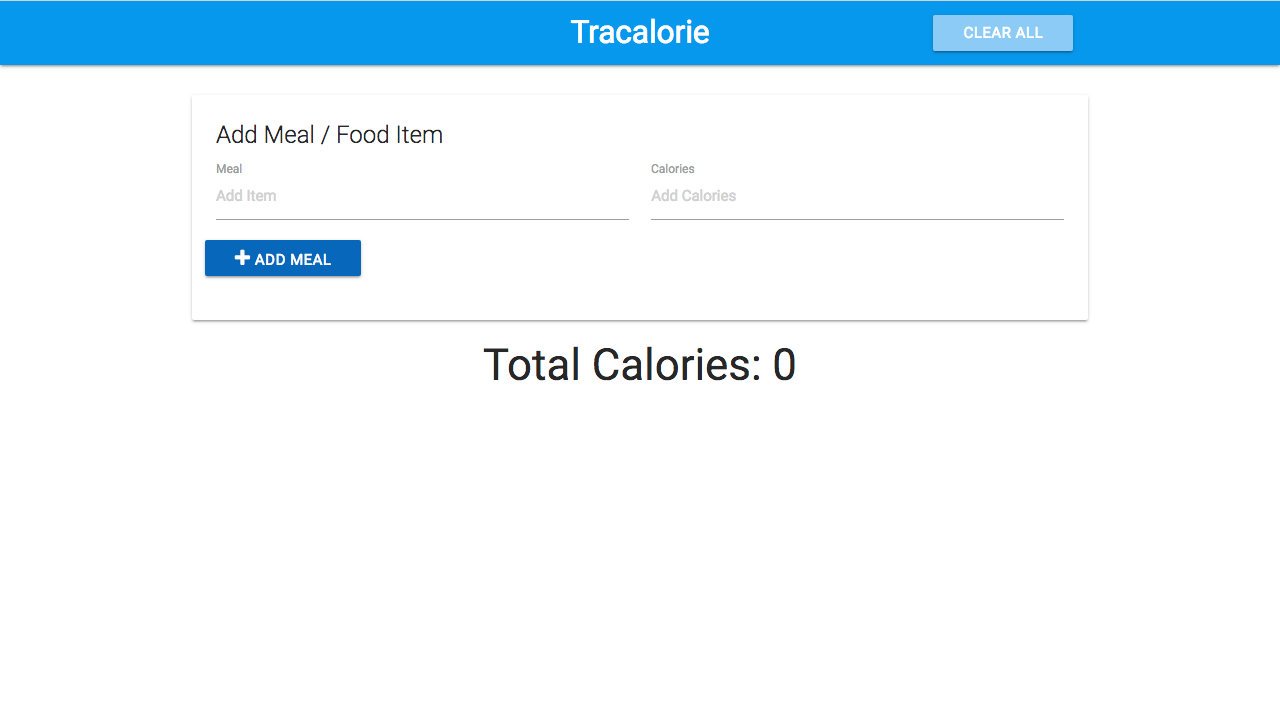 Tracalorie
CLEAR ALL
Add Meal / Food Item
Meal
Calories
Add Item
Add Calories
ADD MEAL
Total Calories: 0